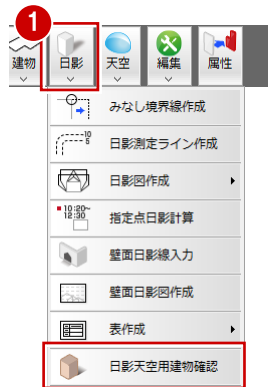 1
建物 日影 天空 編集 属性
みなし境界線作成
10
5
日影測定ライン作成
日影図作成
10:20~
12:30
指定点日影計算
壁面日影線入力
壁面日影図作成
表作成
日影天空用建物確認